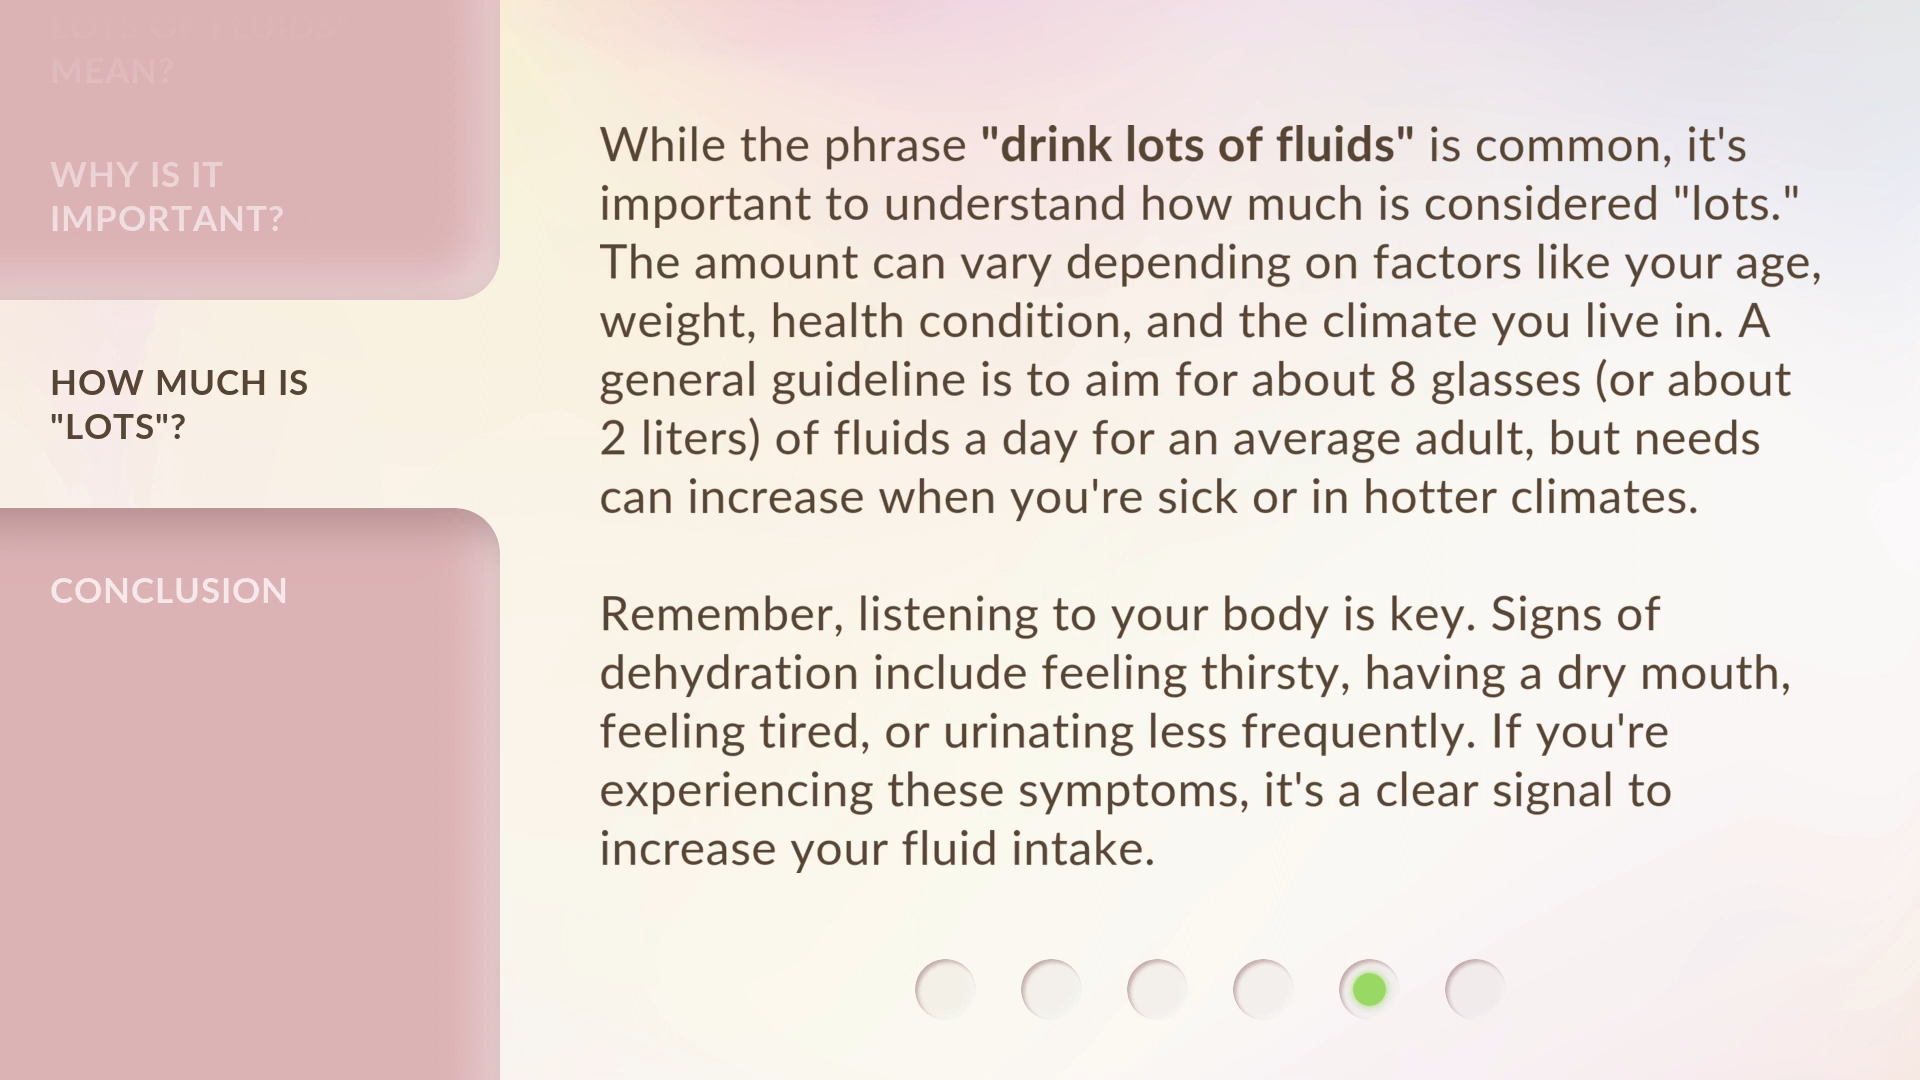 LOTS OF FLUIDS"
MEAN?
WHY IS IT
IMPORTANT?
HOW MUCH IS
"LOTS"?
CONCLUSION
While the phrase "drink lots of fluids" is common, it's
important to understand how much is considered "lots."
The amount can vary depending on factors like your age,
weight, health condition, and the climate you live in. A
general guideline is to aim for about 8 glasses (or about
2 liters) of fluids a day for an average adult, but needs
can increase when you're sick or in hotter climates.
Remember, listening to your body is key. Signs of
dehydration include feeling thirsty, having a dry mouth,
feeling tired, or urinating less frequently. If you're
experiencing these symptoms, it's a clear signal to
increase your fluid intake.